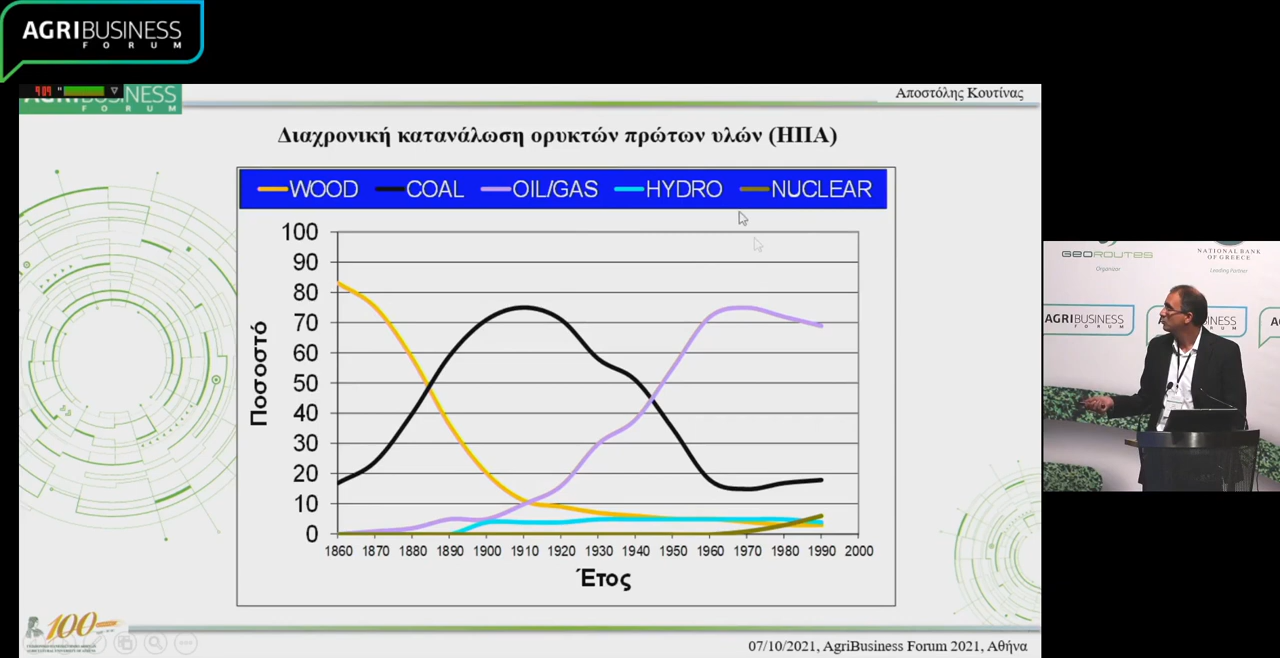 AGRIBUSINESS
FORUM
909 "
AGRIBUSINESS
FORUM
Αποστόλης Κουτίνας
Διαχρονική κατανάλωση ορυκτών πρώτων υλών (ΗΠΑ)
WOOD COAL OIL/GAS HYDRO NUCLEAR
100
90
80
70
60
50
40
30
20
10
0
Ποσοστό
1860 1870 1880 1890 1900 1910 1920 1930 1940 1950 1960 1970 1980 1990 2000
Έτος
100
07/10/2021, AgriBusiness Forum 2021, Αθήνα
GEOROUTES
Organizer
NATIONAL BANK
OF GREECE
Leading Partner
AGRIBUSINESS
FORUM
AGRIBUSINESS
FORUM
A